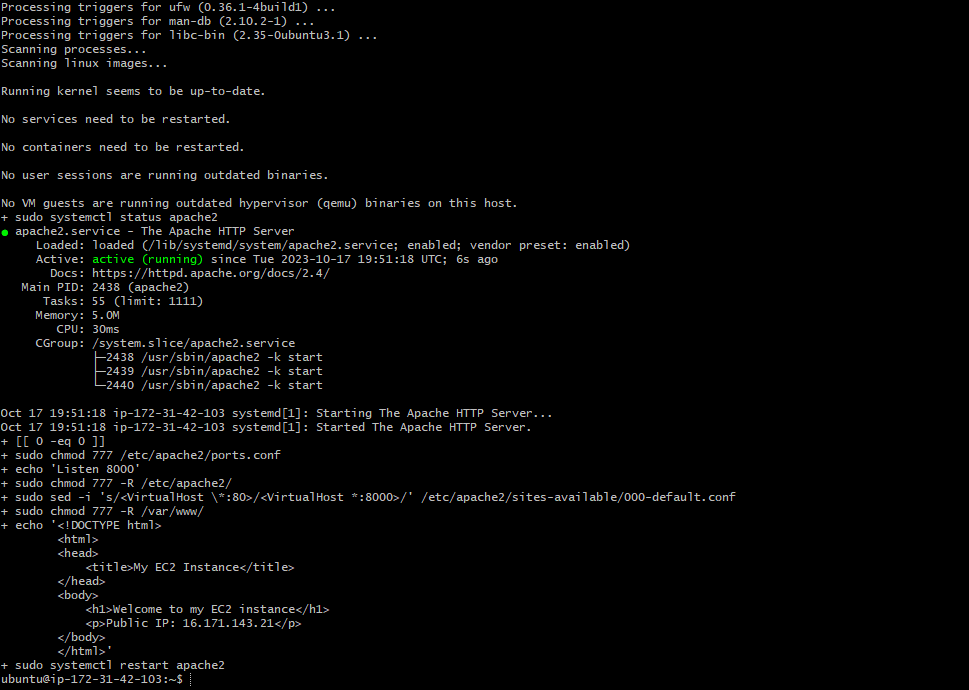 Processing triggers for ufw (0.36.1-4build1) ...
Processing triggers for man-db (2.10.2-1) ...
Processing triggers for libc-bin (2.35-0ubuntu3.1) ...
Scanning processes...
Scanning linux images...
Running kernel seems to be up-to-date.
No services need to be restarted.
No containers need to be restarted.
No user sessions are running outdated binaries.
No VM guests are running outdated hypervisor (qemu) binaries on this host.
+ sudo systemctl status apache2
● apache2.service - The Apache HTTP Server
     Loaded: loaded (/lib/systemd/system/apache2.service; enabled; vendor preset: enabled)
     Active: active (running) since Tue 2023-10-17 19:51:18 UTC; 6s ago
       Docs: https://httpd.apache.org/docs/2.4/
   Main PID: 2438 (apache2)
      Tasks: 55 (limit: 1111)
     Memory: 5.0M
        CPU: 30ms
     CGroup: /system.slice/apache2.service
             ├─2438 /usr/sbin/apache2 -k start
             ├─2439 /usr/sbin/apache2 -k start
             └─2440 /usr/sbin/apache2 -k start
Oct 17 19:51:18 ip-172-31-42-103 systemd[1]: Starting The Apache HTTP Server...
Oct 17 19:51:18 ip-172-31-42-103 systemd[1]: Started The Apache HTTP Server.
+ [[ 0 -eq 0 ]]
+ sudo chmod 777 /etc/apache2/ports.conf
+ echo 'Listen 8000'
+ sudo chmod 777 -R /etc/apache2/
+ sudo sed -i 's/<VirtualHost \*:80>/<VirtualHost *:8000>/' /etc/apache2/sites-available/000-default.conf
+ sudo chmod 777 -R /var/www/
+ echo '<!DOCTYPE html>
        <html>
        <head>
            <title>My EC2 Instance</title>
        </head>
        <body>
            <h1>Welcome to my EC2 instance</h1>
            <p>Public IP: 16.171.143.21</p>
        </body>
        </html>'
+ sudo systemctl restart apache2
ubuntu@ip-172-31-42-103:~$